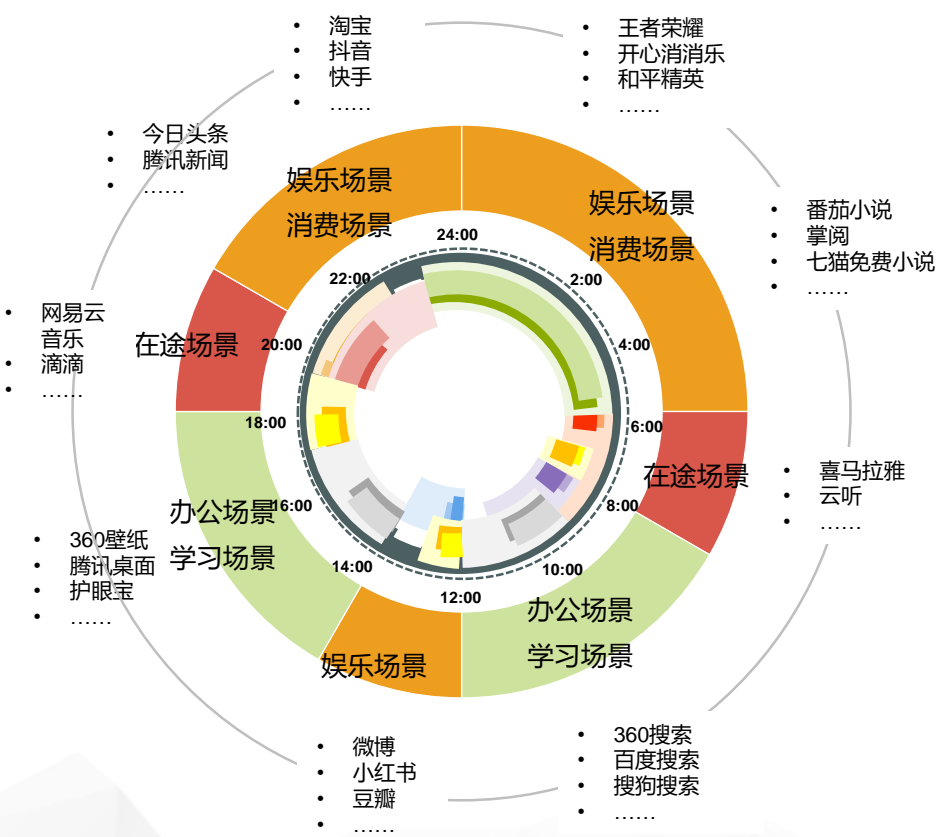 • 淘宝
• 抖音
• 快手
• ……
• 王者荣耀
• 开心消消乐
• 和平精英
• ……
• 今日头条
• 腾讯新闻
• ……
• 番茄小说
• 掌阅
• 七猫免费小说
• ……
• 网易云
音乐
• 滴滴
• ……
• 喜马拉雅
• 云听
• ……
• 360壁纸
• 腾讯桌面
• 护眼宝
• ……
• 微博
• 小红书
• 豆瓣
• ……
• 360搜索
• 百度搜索
• 搜狗搜索
• ……
娱乐场景
消费场景
娱乐场景
消费场景
在途场景
在途场景
办公场景
学习场景
娱乐场景
办公场景
学习场景
24:00
2:00
4:00
6:00
8:00
10:00
12:00
14:00
16:00
18:00
20:00
22:00